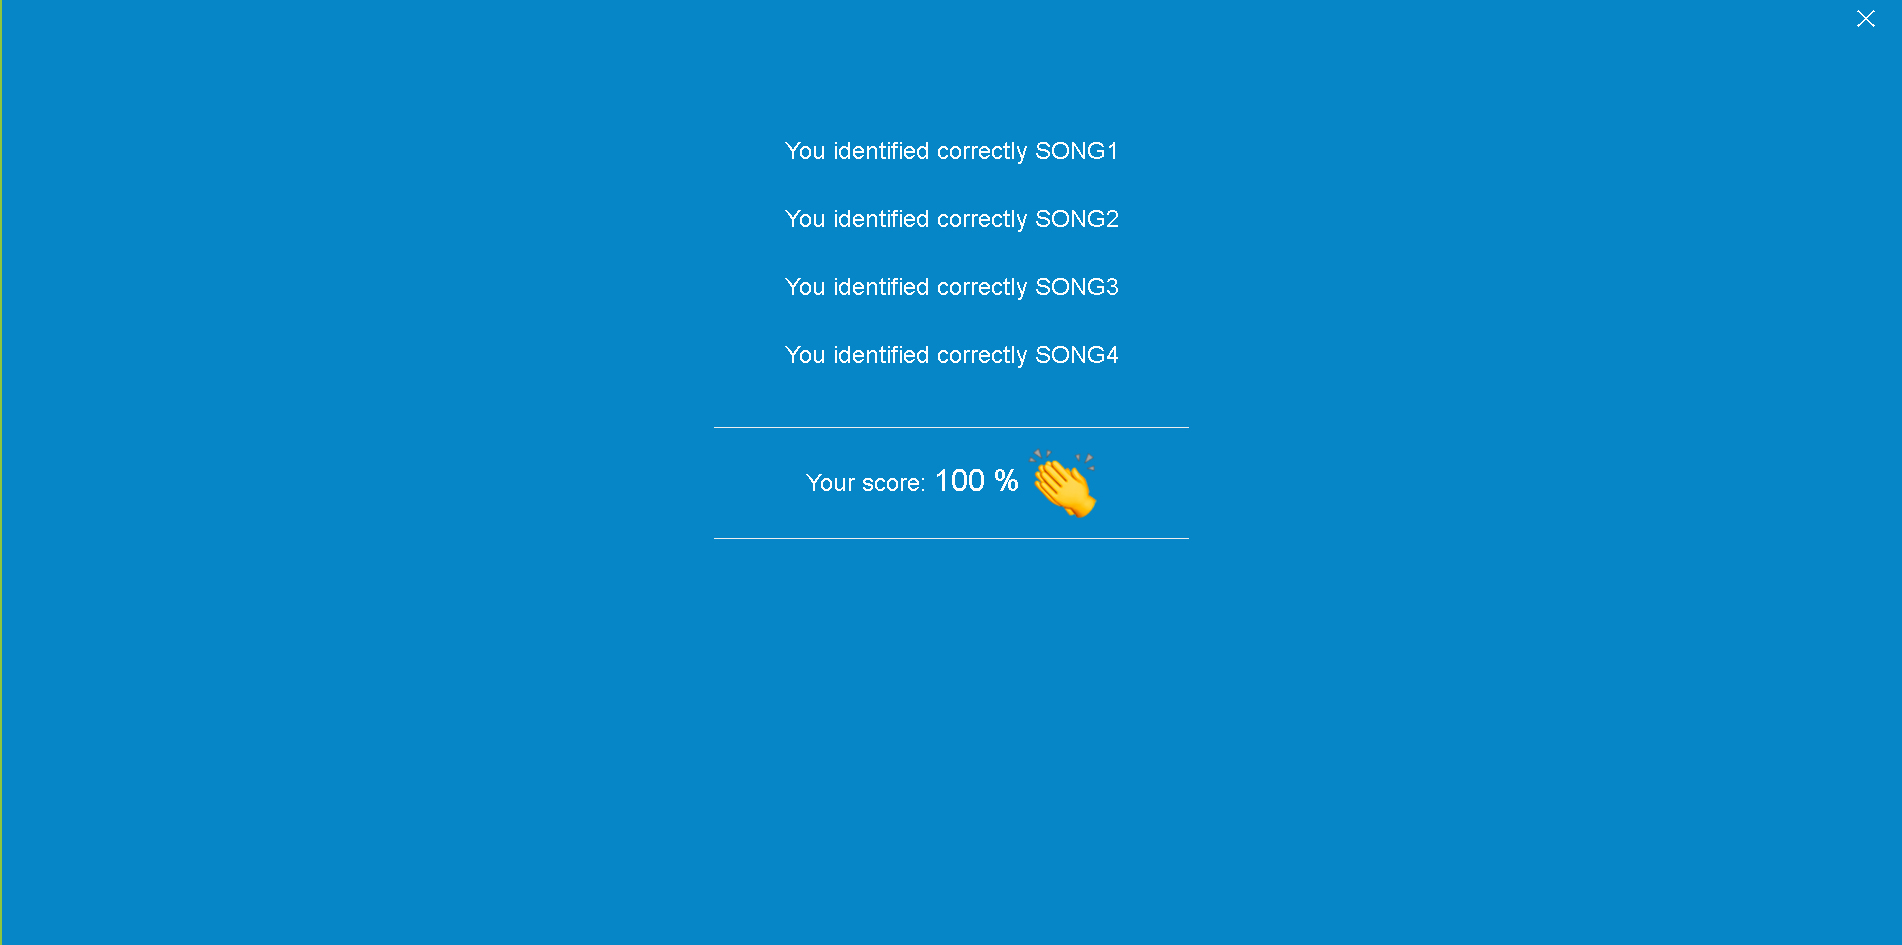 You identified correctly SONG1
You identified correctly SONG2
You identified correctly SONG3
You identified correctly SONG4
Your score: 100 %